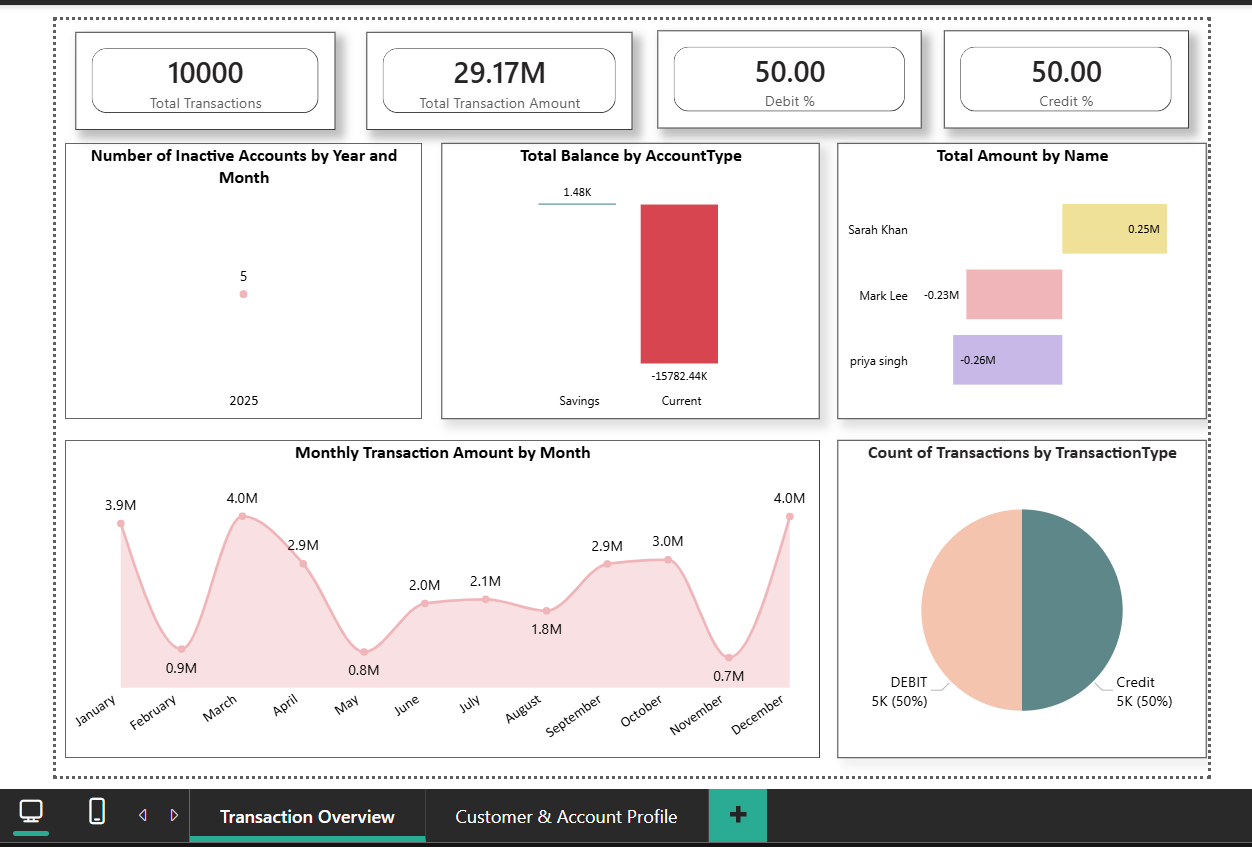 10000
Total Transactions
29.17M
Total Transaction Amount
50.00
Debit %
50.00
Credit %
Number of Inactive Accounts by Year and
Month
5
2025
Total Balance by AccountType
1.48K
-15782.44K
Savings
Current
Total Amount by Name
Sarah Khan
0.25M
Mark Lee
-0.23M
priya singh
-0.26M
Monthly Transaction Amount by Month
3.9M
0.9M
4.0M
2.9M
0.8M
2.0M
2.1M
1.8M
2.9M
3.0M
0.7M
4.0M
January
February
March
April
May
June
July
August
September
October
November
December
Count of Transactions by TransactionType
DEBIT
5K (50%)
Credit
5K (50%)
Transaction Overview
Customer & Account Profile